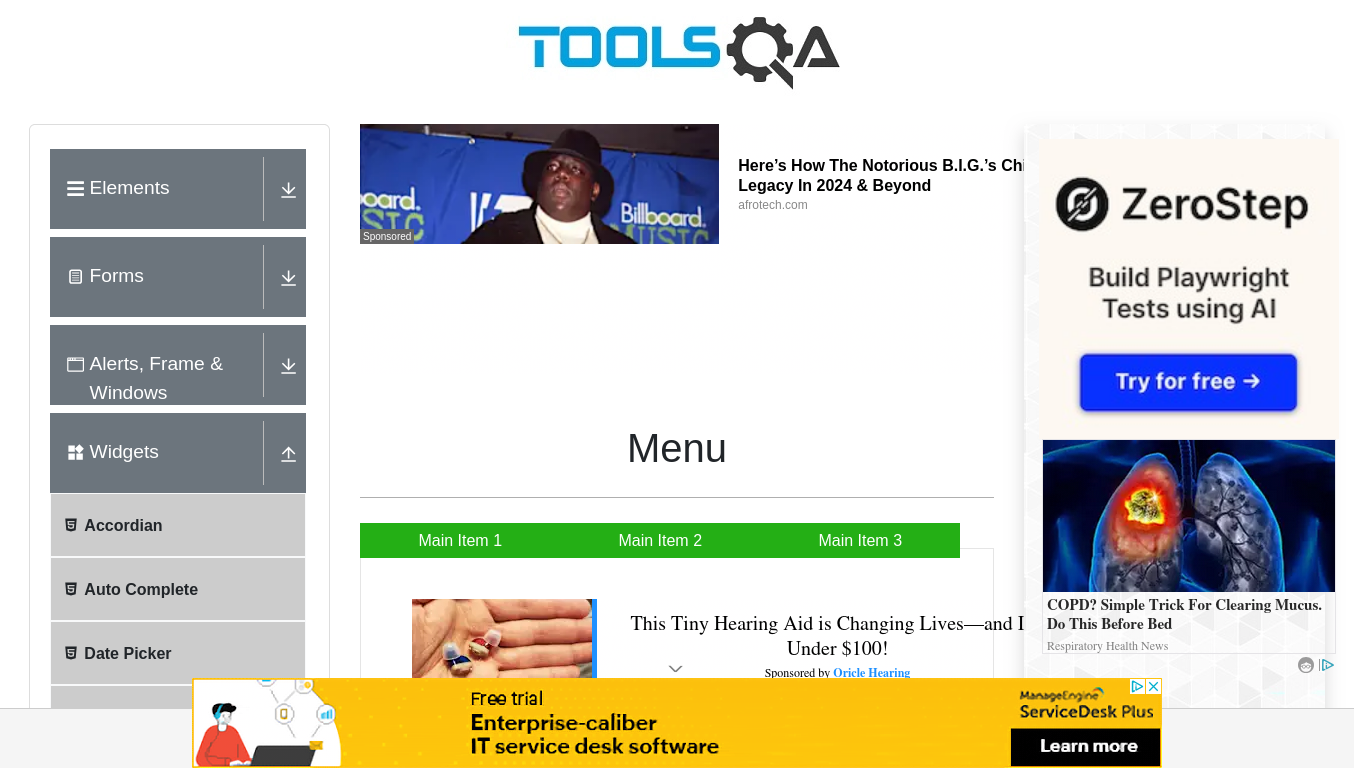 TOOLSQA
Elements
Forms
Alerts, Frame &
Windows
Widgets
Accordian
Auto Complete
Date Picker
Billboard.
MUSIC
Sponsored
Here’s How The Notorious B.I.G.’s Chi
Legacy In 2024 & Beyond
afrotech.com
Menu
Main Item 1
Main Item 2
Main Item 3
This Tiny Hearing Aid is Changing Lives—and I
Under $100!
Sponsored by Oricle Hearing
ZeroStep
Build Playwright
Tests using AI
Try for free →
COPD? Simple Trick For Clearing Mucus.
Do This Before Bed
Respiratory Health News
Free trial
Enterprise-caliber
IT service desk software
ManageEngine
ServiceDesk Plus
Learn more